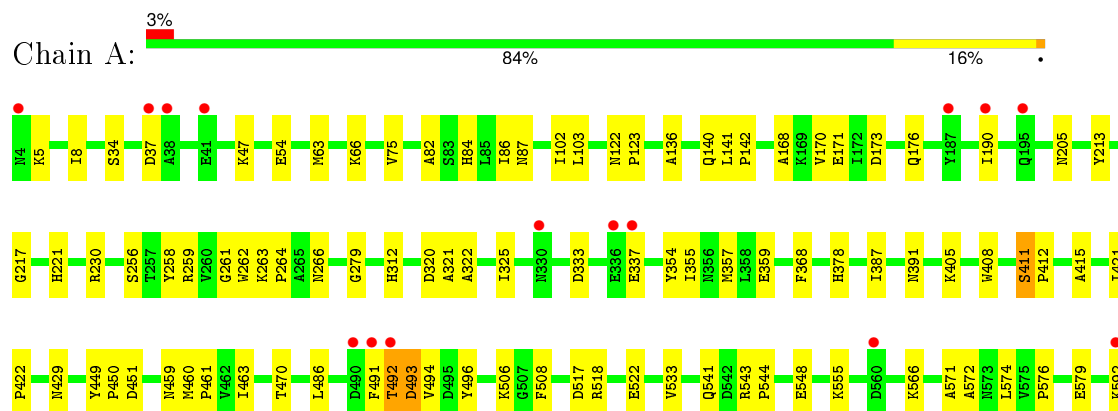 3%
Chain A:
84% 16% •
N4 K5 I8 S34 D37 A38 E41 K47 E54 M63 K66 V75 A82 S83 H84 L85 I86 N87 I102 L103 N122 P123 A136 Q140 L141 P142 A168 K169 V170 E171 I172 D173 Q176 Y187 I190 Q195 N205 Y213
G217 H221 R230 S256 T257 Y258 R259 V260 G261 W262 K263 P264 A265 N266 G279 H312 D320 A321 A322 I325 N330 D333 E336 E337 Y354 I355 N356 M357 L358 E359 F368 H378 I387 N391 K405 W408 S411 P412 A415
P422 N429 Y449 P450 D451 N459 M460 P461 V462 I463 T470 L486 D490 F491 T492 D493 V494 D495 Y496 K506 G507 F508 D517 R518 E522 V533 Q541 D542 R543 P544 E548 K555 D560 K566 A571 A572 N573 L574 V575 P576 E579